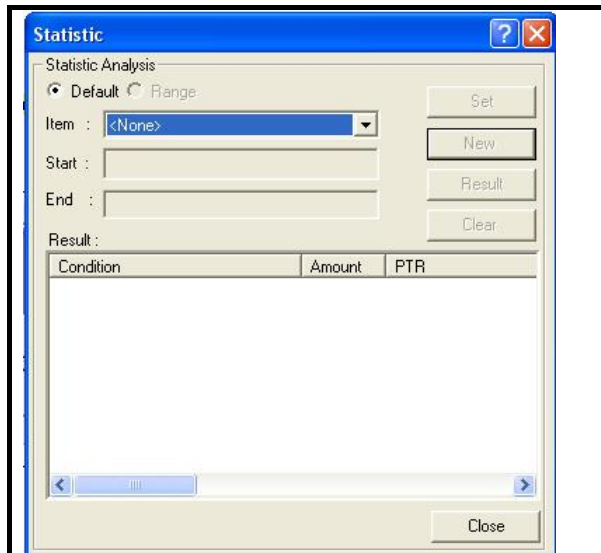 Statistic
Statistic Analysis
Default Range
Set
Item : <None>
New
Start :
Result
End :
Clear
Result :
Condition Amount PTR
Close